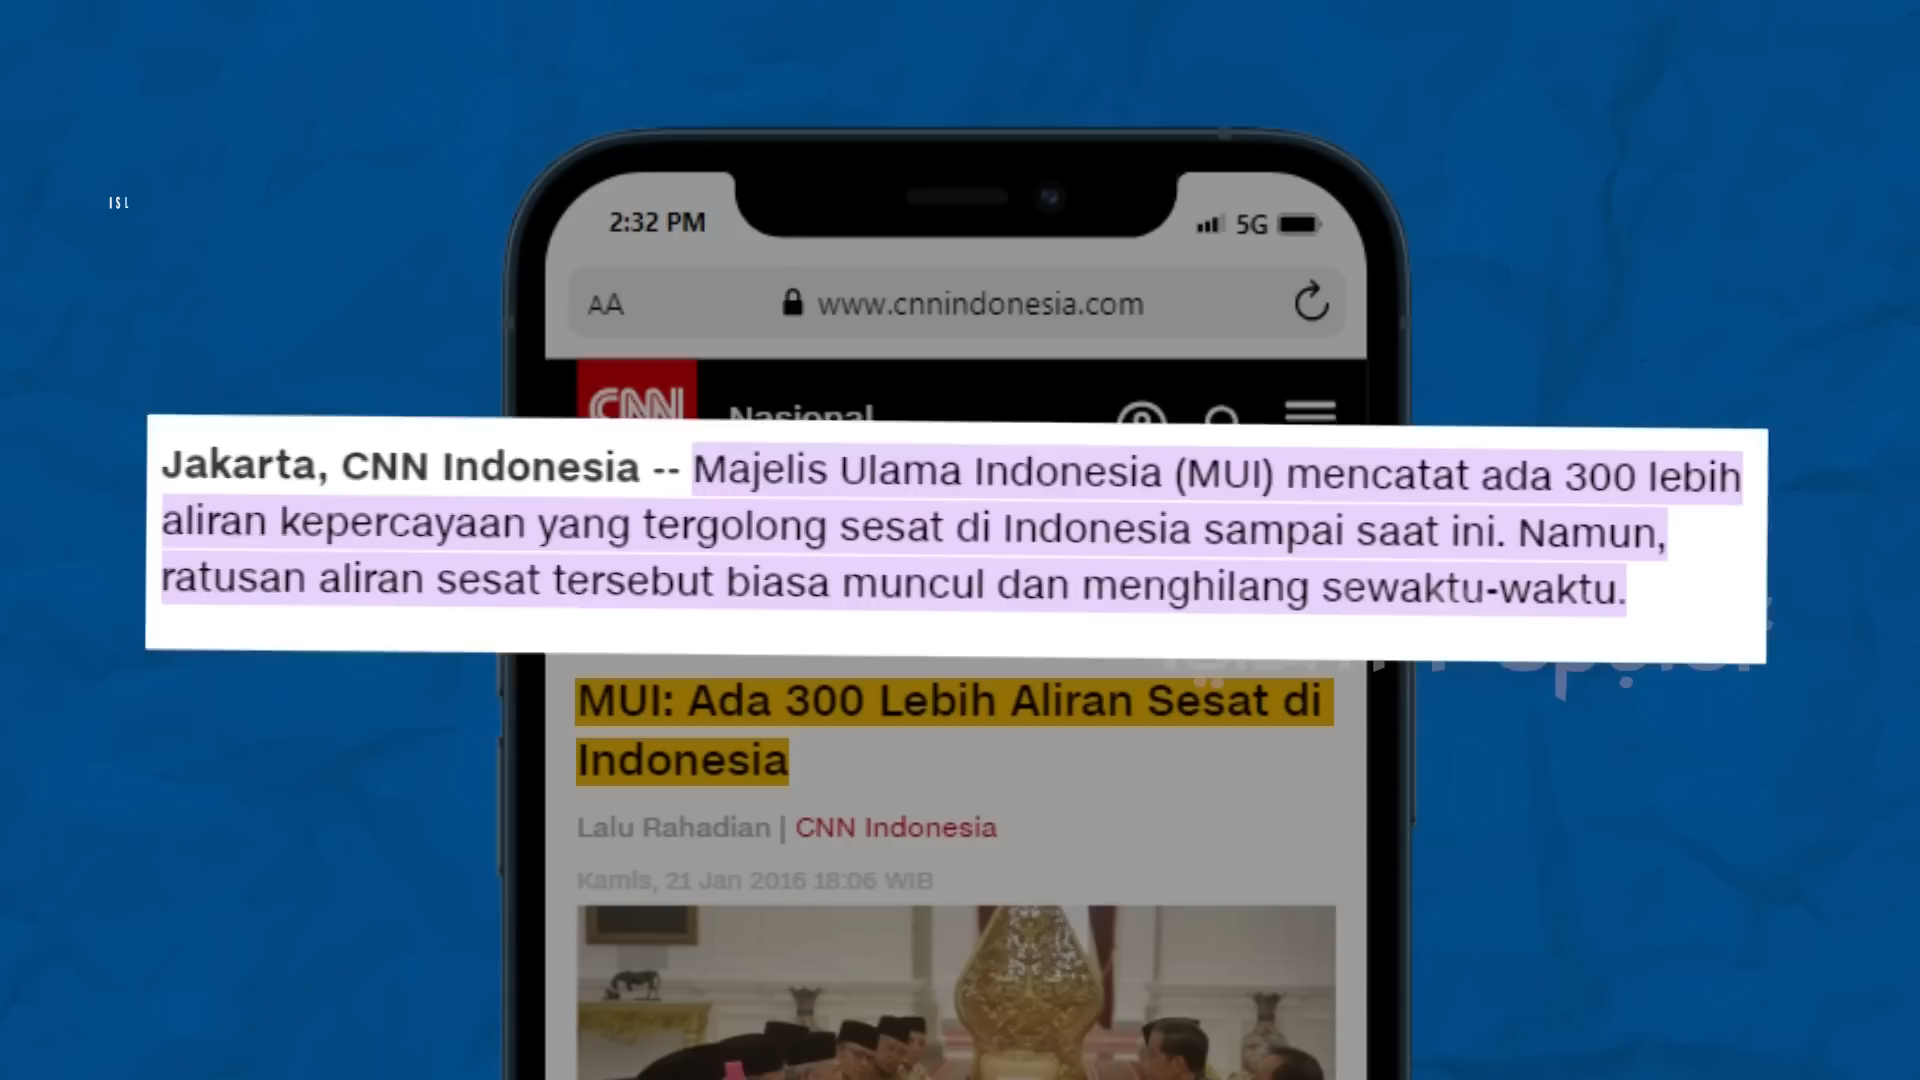 ISL
2:32 PM
5G
AA
www.cnnindonesia.com
CNN
Nasional
Jakarta, CNN Indonesia -- Majelis Ulama Indonesia (MUI) mencatat ada 300 lebih
aliran kepercayaan yang tergolong sesat di Indonesia sampai saat ini. Namun,
ratusan aliran sesat tersebut biasa muncul dan menghilang sewaktu-waktu.
MUI: Ada 300 Lebih Aliran Sesat di
Indonesia
Lalu Rahadian | CNN Indonesia
Kamis, 21 Jan 2016 18:06 WIB